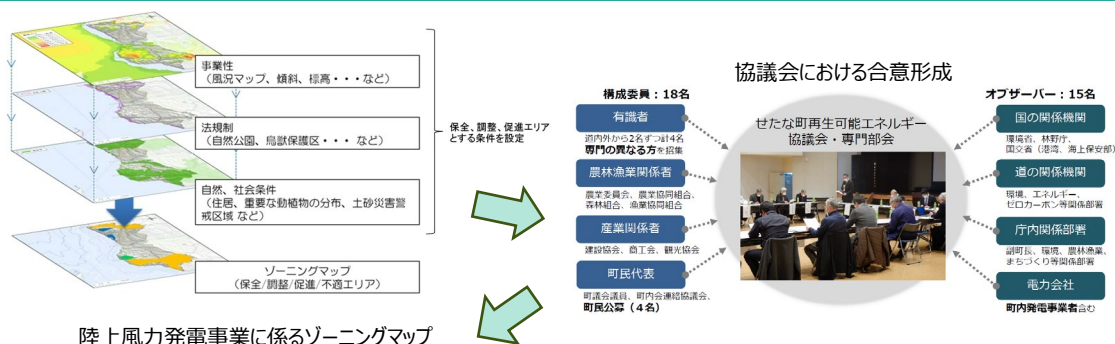 事業性
（風況マップ、傾斜、標高・・・など）
法規制
（自然公園、鳥獣保護区・・・ など）
自然、社会条件
（住居、重要な動植物の分布、土砂災害警
戒区域 など）
ゾーニングマップ
（保全/調整/促進/不適エリア）
保全、調整、促進エリア
とする条件を設定
陸上風力発電事業に係るゾーニングマップ
協議会における合意形成
構成委員：18名
有識者
道内外から2名ずつ計4名
専門の異なる方を招集
農林漁業関係者
農業委員会、農業協同組合、
森林組合、漁業協同組合
産業関係者
建設協会、商工会、観光協会
町民代表
町議会議員、町内会連絡協議会、
町民公募（4名）
せたな町再生可能エネルギー
協議会・専門部会
オブザーバー：15名
国の関係機関
環境省、林野庁、
国交省（港湾、海上保安部）
道の関係機関
環境、エネルギー、
ゼロカーボン等関係部署
庁内関係部署
副町長、環境、農林漁業、
まちづくり等関係部署
電力会社
町内発電事業者含む